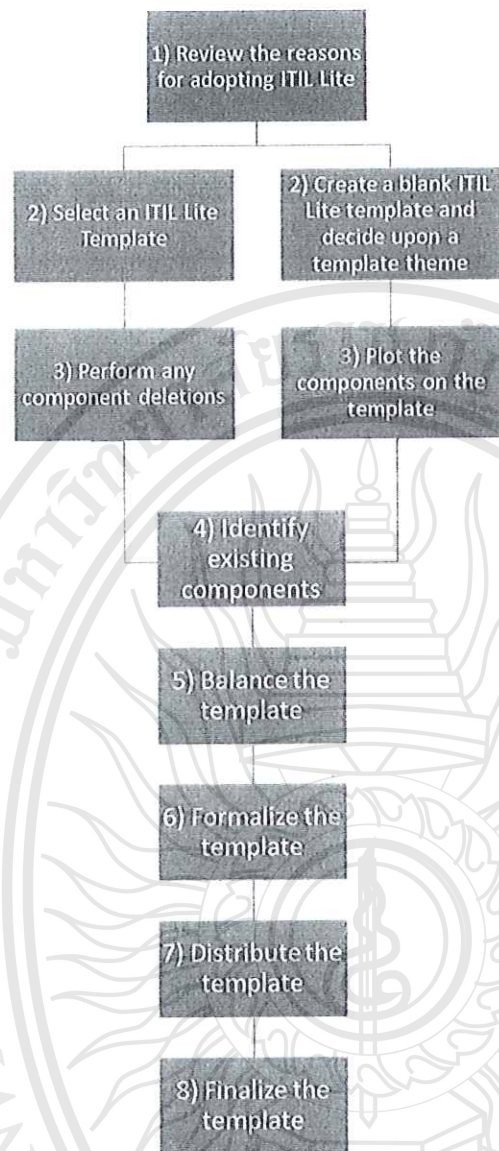 1) Review the reasons
for adopting ITIL Lite
2) Select an ITIL Lite
Template
2) Create a blank ITIL
Lite template and
decide upon a
template theme
3) Perform any
component deletions
3) Plot the
components on the
template
4) Identify
existing
components
5) Balance the
template
6) Formalize the
template
7) Distribute the
template
8) Finalize the
template